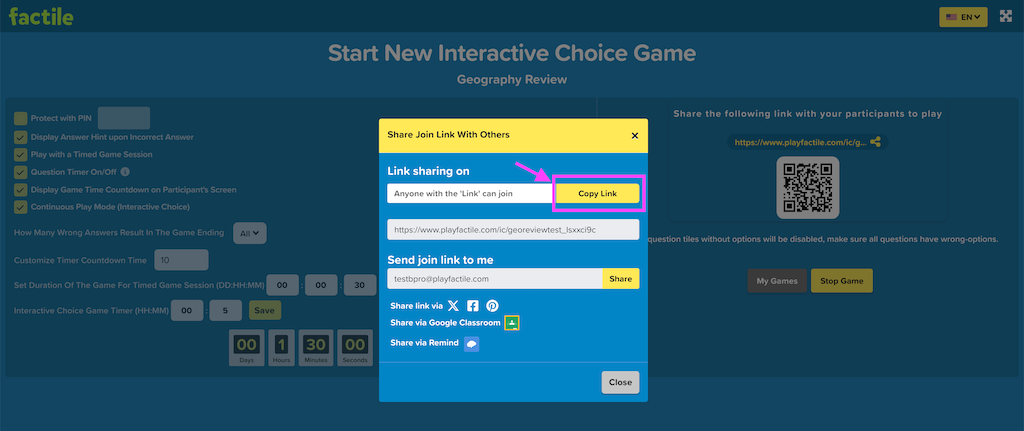 factile
EN
Start New Interactive Choice Game
Geography Review
Protect with PIN
Display Answer Hint upon Incorrect Answer
Play with a Timed Game Session
Question Timer On/Off
Display Game Time Countdown on Participant's Screen
Continuous Play Mode (Interactive Choice)
How Many Wrong Answers Result In The Game Ending All
Customize Timer Countdown Time 10
Set Duration Of The Game For Timed Game Session (DD:HH:MM) 00 : 00 : 30
Interactive Choice Game Timer (HH:MM) 00 : 5 Save
00 1 30 00
Days Hours Minutes Seconds
Share Join Link With Others
Link sharing on
Anyone with the 'Link' can join Copy Link
https://www.playfactile.com/ic/georeviewtest_lsxxci9c
Send join link to me
testbpro@playfactile.com Share
Share link via
Share via Google Classroom
Share via Remind
Close
Share the following link with your participants to play
https://www.playfactile.com/ic/g...
question tiles without options will be disabled, make sure all questions have wrong-options.
My Games Stop Game